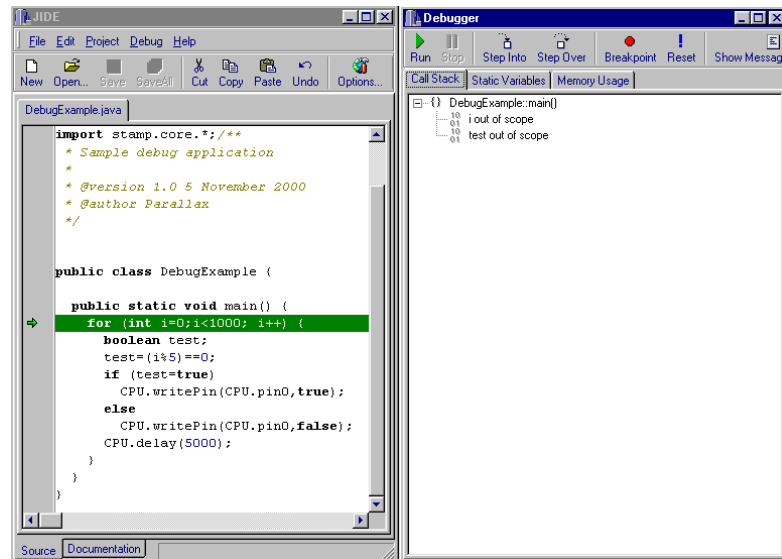 JIDE
File Edit Project Debug Help
New Open... Save SaveAll Cut Copy Paste Undo Options...
DebugExample.java
import stamp.core.*;/**
* Sample debug application
*
* @version 1.0 5 November 2000
* @author Parallax
*/
public class DebugExample {
public static void main() {
for (int i=0;i<1000; i++) {
boolean test;
test=(i%5)==0;
if (test=true)
CPU.writePin(CPU.pin0,true);
else
CPU.writePin(CPU.pin0,false);
CPU.delay(5000);
}
}
}
Source Documentation
Debugger
Run Stop Step Into Step Over Breakpoint Reset Show Messag
Call Stack Static Variables Memory Usage
{} DebugExample::main()
10 01 i out of scope
10 01 test out of scope